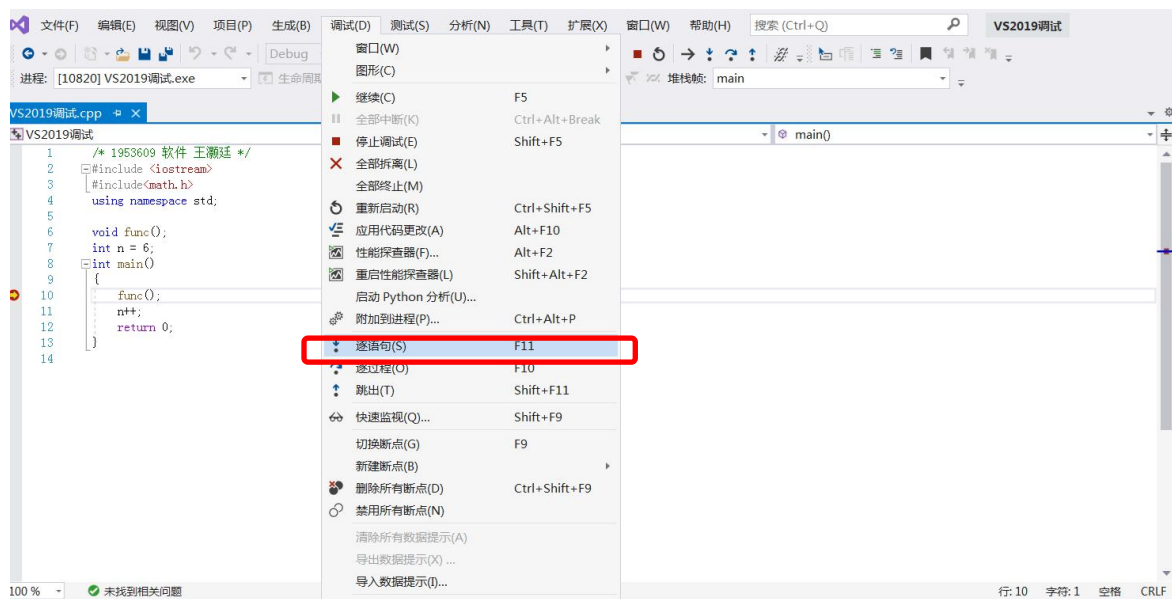 文件(F) 编辑(E) 视图(V) 项目(P) 生成(B) 调试(D) 测试(S) 分析(N) 工具(T) 扩展(X) 窗口(W) 帮助(H) 搜索 (Ctrl+Q) VS2019调试
Debug
进程: [10820] VS2019调试.exe 生命周期 堆栈帧: main
VS2019调试.cpp
VS2019调试 main()
1 /* 1953609 软件 王灏廷 */
2 #include <iostream>
3 #include<math.h>
4 using namespace std;
5
6 void func();
7 int n = 6;
8 int main()
9 {
10 func();
11 n++;
12 return 0;
13 }
14
窗口(W)
图形(C)
继续(C) F5
全部中断(K) Ctrl+Alt+Break
停止调试(E) Shift+F5
全部拆离(L)
全部终止(M)
重新启动(R) Ctrl+Shift+F5
应用代码更改(A) Alt+F10
性能探查器(F)... Alt+F2
重启性能探查器(L) Shift+Alt+F2
启动 Python 分析(U)...
附加到进程(P)... Ctrl+Alt+P
逐语句(S) F11
逐过程(O) F10
跳出(T) Shift+F11
快速监视(Q)... Shift+F9
切换断点(G) F9
新建断点(B)
删除所有断点(D) Ctrl+Shift+F9
禁用所有断点(N)
清除所有数据提示(A)
导出数据提示(X) ...
导入数据提示(I)...
100 % 未找到相关问题 行: 10 字符: 1 空格 CRLF